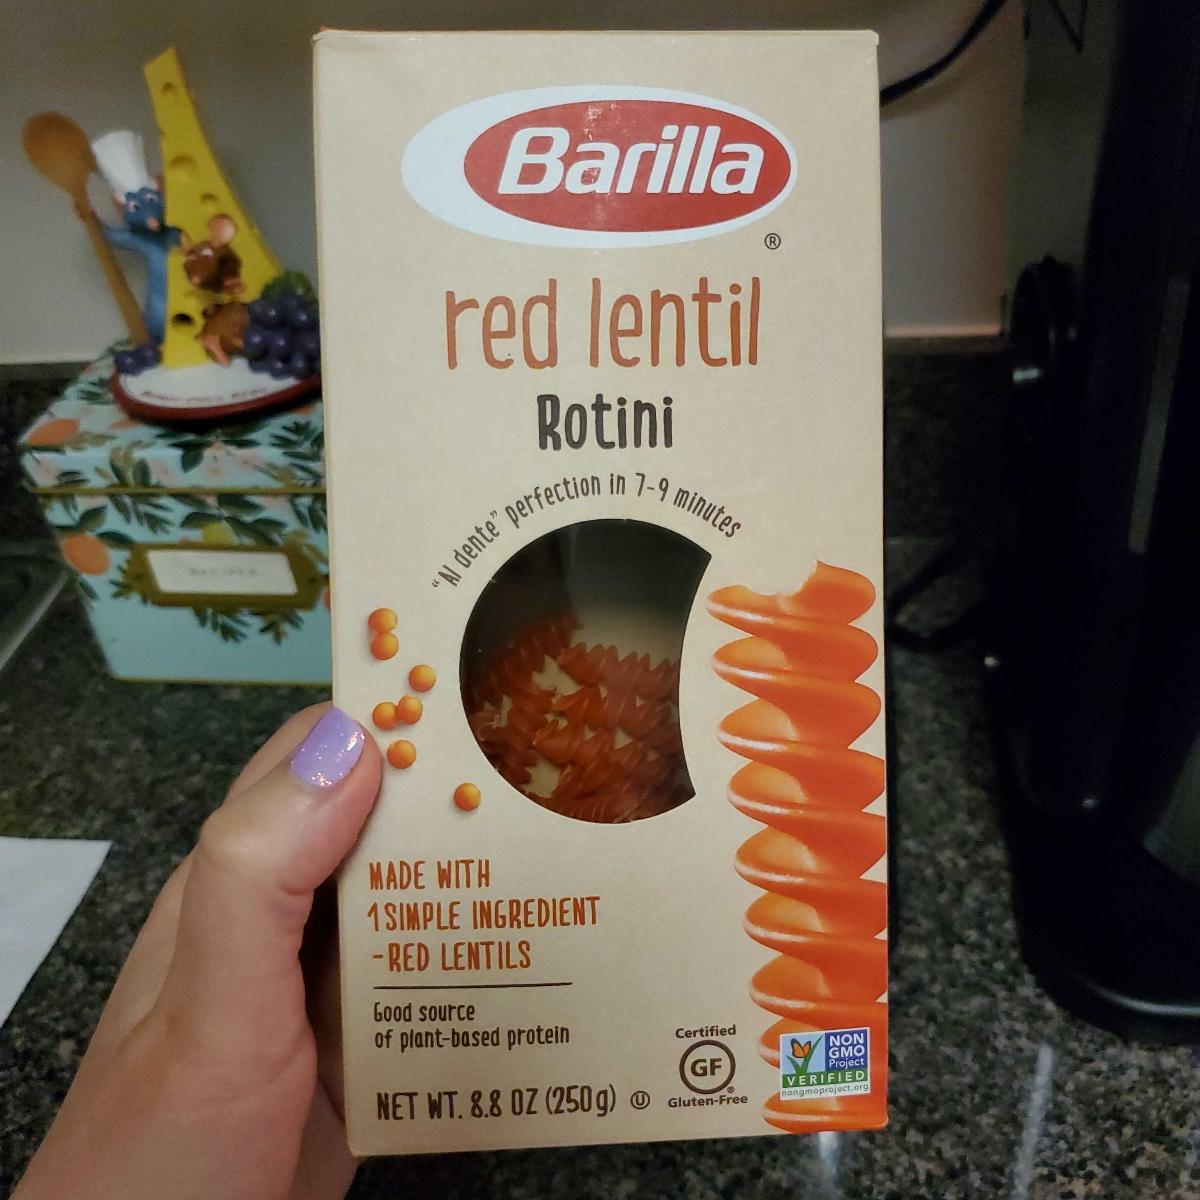 Barilla
®
red lentil
Rotini
"Al dente" perfection in 7-9 minutes
MADE WITH
1 SIMPLE INGREDIENT
-RED LENTILS
Good source
of plant-based protein
NET WT. 8.8 OZ (250g) Ⓤ
Certified
GF
®
Gluten-Free
NON
GMO
Project
VERIFIED
nongmoproject.org
RECIPES